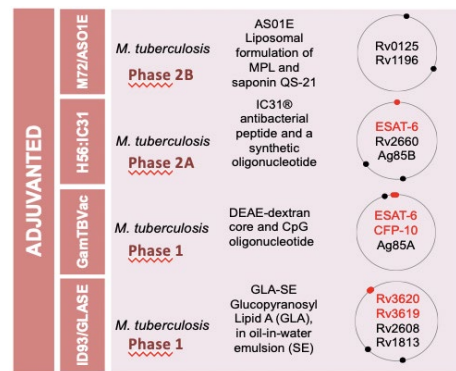 ADJUVANTED
M72/ASO1E
M. tuberculosis
Phase 2B
AS01E
Liposomal
formulation of
MPL and
saponin QS-21
Rv0125
Rv1196
H56:IC31
M. tuberculosis
Phase 2A
IC31®
antibacterial
peptide and a
synthetic
oligonucleotide
ESAT-6
Rv2660
Ag85B
GamTBVac
M. tuberculosis
Phase 1
DEAE-dextran
core and CpG
oligonucleotide
ESAT-6
CFP-10
Ag85A
ID93/GLASE
M. tuberculosis
Phase 1
GLA-SE
Glucopyranosyl
Lipid A (GLA),
in oil-in-water
emulsion (SE)
Rv3620
Rv3619
Rv2608
Rv1813